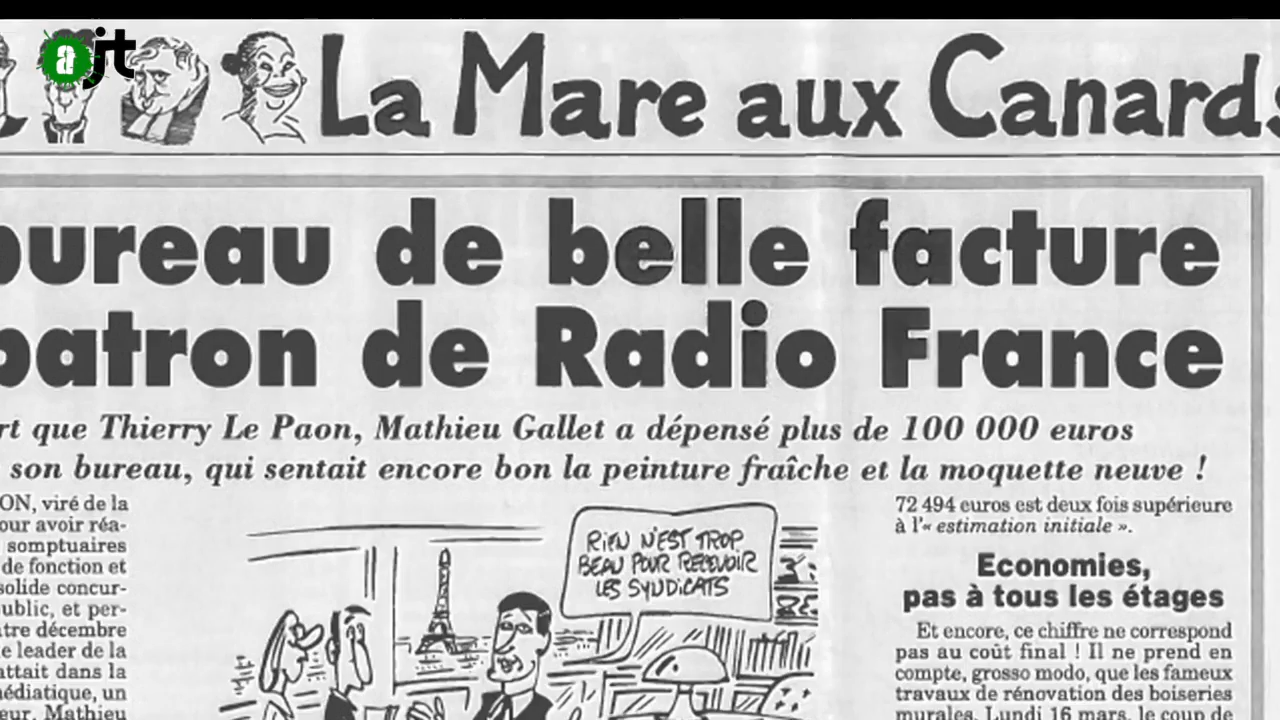 ajt
La Mare aux Canards
bureau de belle facture
patron de Radio France
rt que Thierry Le Paon, Mathieu Gallet a dépensé plus de 100 000 euros
son bureau, qui sentait encore bon la peinture fraîche et la moquette neuve !
ON, viré de la
our avoir réa-
somptuaires
de fonction et
solide concur-
ublic, et per-
tre décembre
e leader de la
attait dans la
édiatique, un
eur. Mathieu
RIEN N'EST TROP
BEAU POUR RECEVOIR
LES SYNDICATS
72 494 euros est deux fois supérieure
à l'« estimation initiale ».
Economies,
pas à tous les étages
Et encore, ce chiffre ne correspond
pas au coût final ! Il ne prend en
compte, grosso modo, que les fameux
travaux de rénovation des boiseries
murales. Lundi 16 mars, le coup de